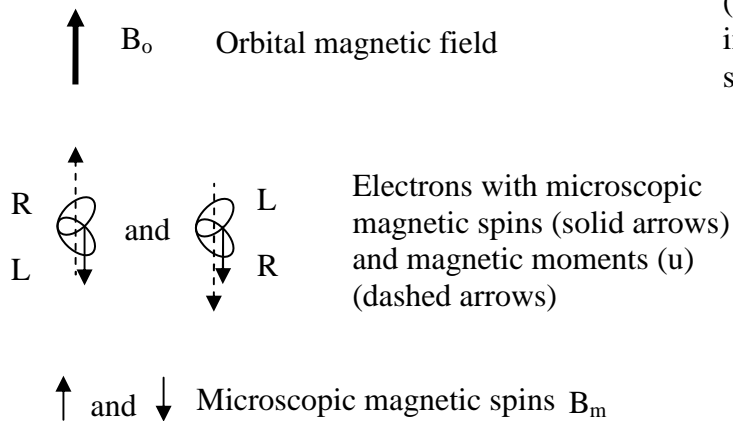 Bo Orbital magnetic field
(
i
s
R
L
and
L
R
Electrons with microscopic
magnetic spins (solid arrows)
and magnetic moments (u)
(dashed arrows)
and Microscopic magnetic spins Bm